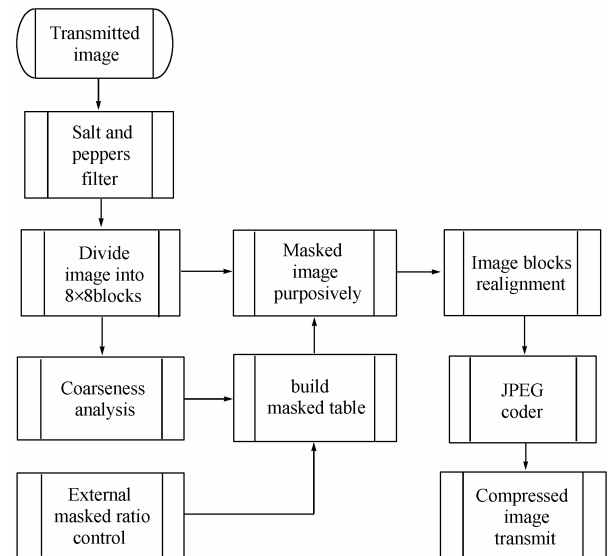 Transmitted
image
Salt and
peppers
filter
Divide
image into
8×8blocks
Masked
image
purposively
Image blocks
realignment
Coarseness
analysis
build
masked table
JPEG
coder
External
masked ratio
control
Compressed
image
transmit